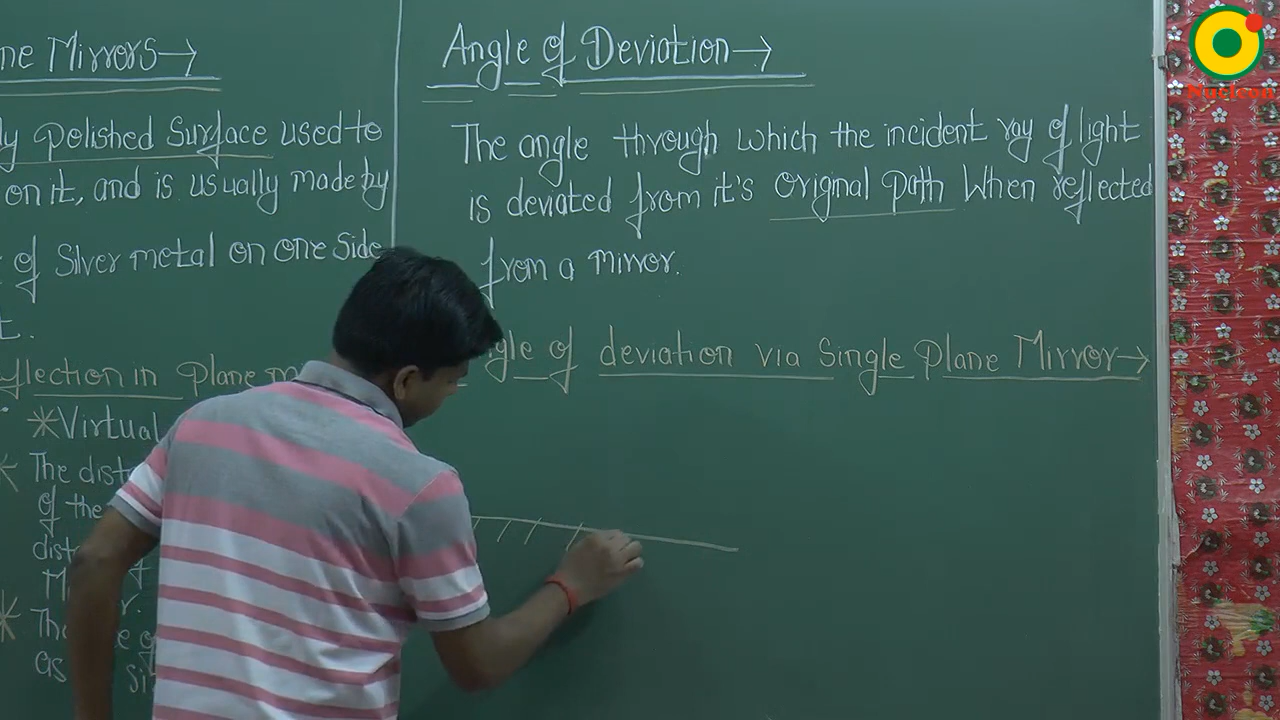 ne Mirrors→
ly polished Surface used to
on it, and is usually made by
of Silver metal on one Side
t.
eflection in Plane m
*Virtual
The dist
of the
dist
M
*
as
Angle of Deviation→
The angle through which the incident ray of light
is deviated from it's Original path When reflected
from a mirror.
gle of deviation via Single Plane Mirror→
Nucleon